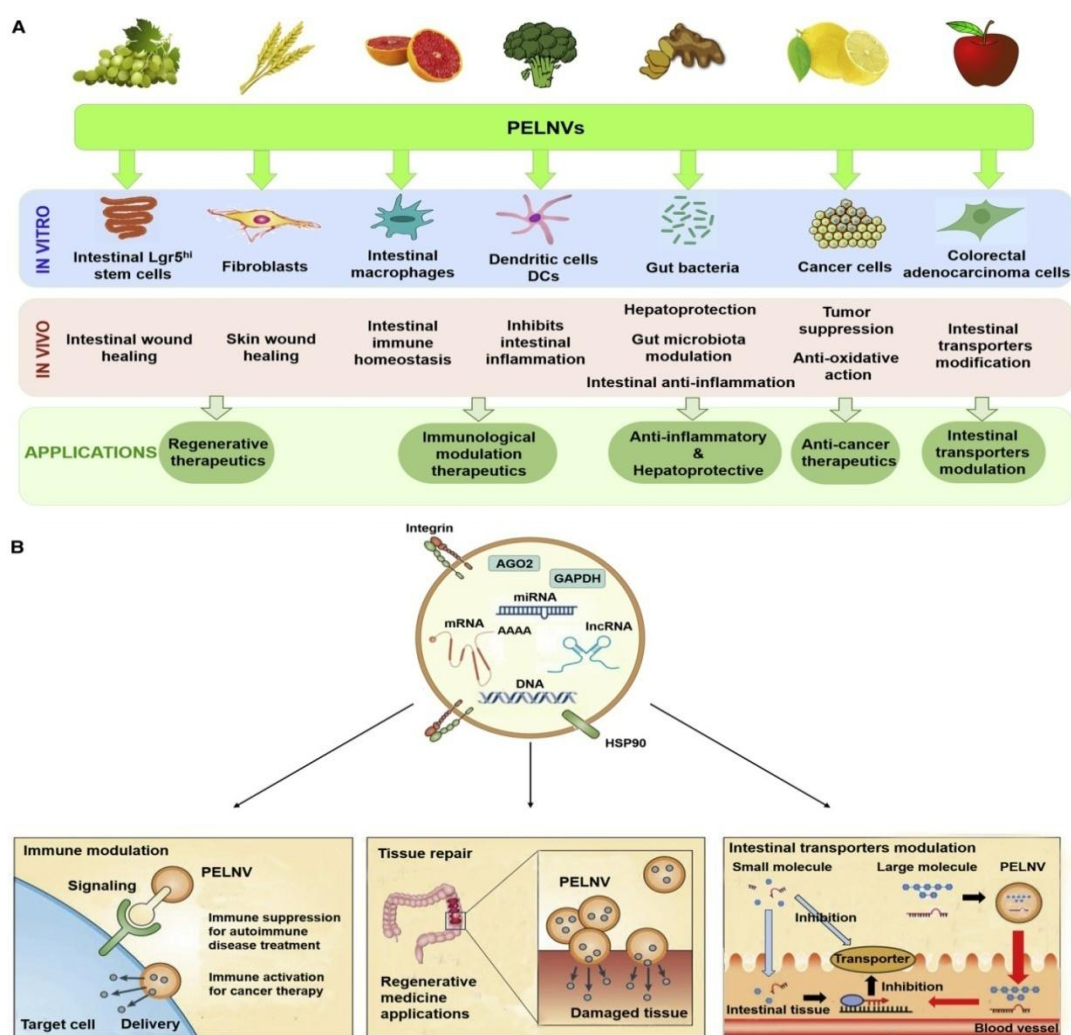 A
PELNVs
IN VITRO
Intestinal Lgr5hi
stem cells
Fibroblasts
Intestinal
macrophages
Dendritic cells
DCs
Gut bacteria
Cancer cells
Colorectal
adenocarcinoma cells
IN VIVO
Intestinal wound
healing
Skin wound
healing
Intestinal
immune
homeostasis
Inhibits
intestinal
inflammation
Hepatoprotection
Gut microbiota
modulation
Intestinal anti-inflammation
Tumor
suppression
Anti-oxidative
action
Intestinal
transporters
modification
APPLICATIONS
Regenerative
therapeutics
Immunological
modulation
therapeutics
Anti-inflammatory
&
Hepatoprotective
Anti-cancer
therapeutics
Intestinal
transporters
modulation
B
Integrin
AGO2
GAPDH
miRNA
mRNA
AAAA
lncRNA
DNA
HSP90
Immune modulation
Signaling
PELNV
Immune suppression
for autoimmune
disease treatment
Immune activation
for cancer therapy
Target cell
Delivery
Tissue repair
PELNV
Regenerative
medicine
applications
Damaged tissue
Intestinal transporters modulation
Small molecule
Large molecule
PELNV
Inhibition
Transporter
Inhibition
Intestinal tissue
Blood vessel